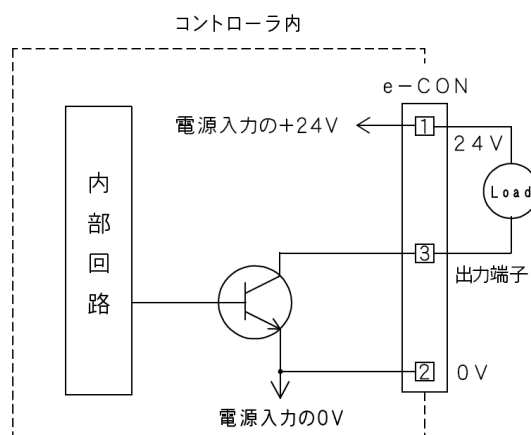 コントローラ内
e－CON
電源入力の＋24V
1
24V
内部回路
Load
3
出力端子
2
0V
電源入力の0V